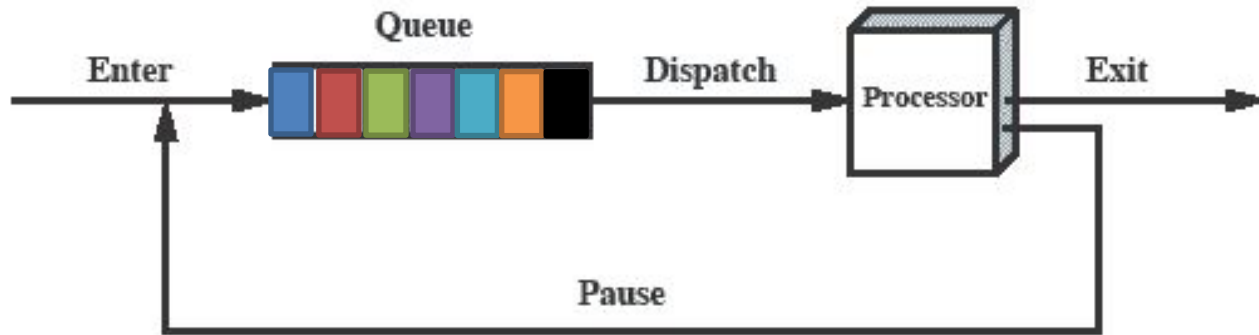 Queue
Enter
Dispatch
Processor
Exit
Pause